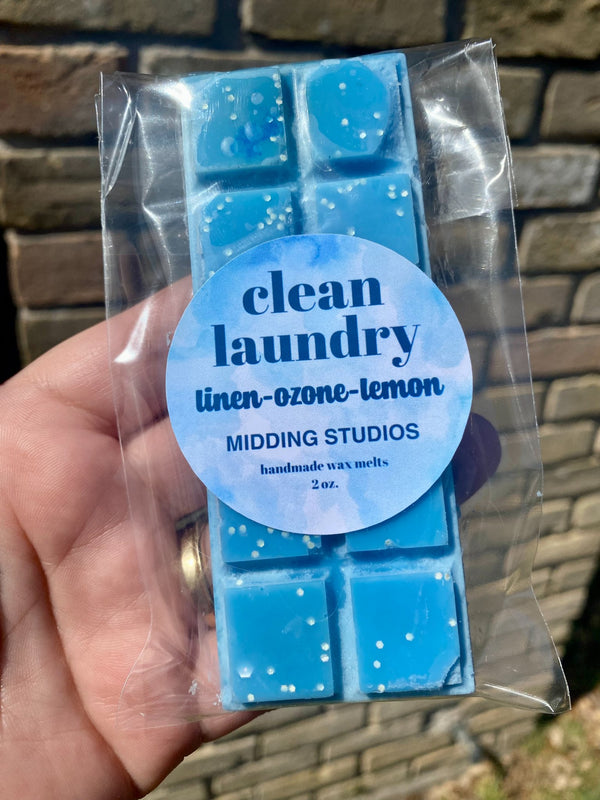 clean
laundry
linen-ozone-lemon
MIDDING STUDIOS
handmade wax melts
2 oz.